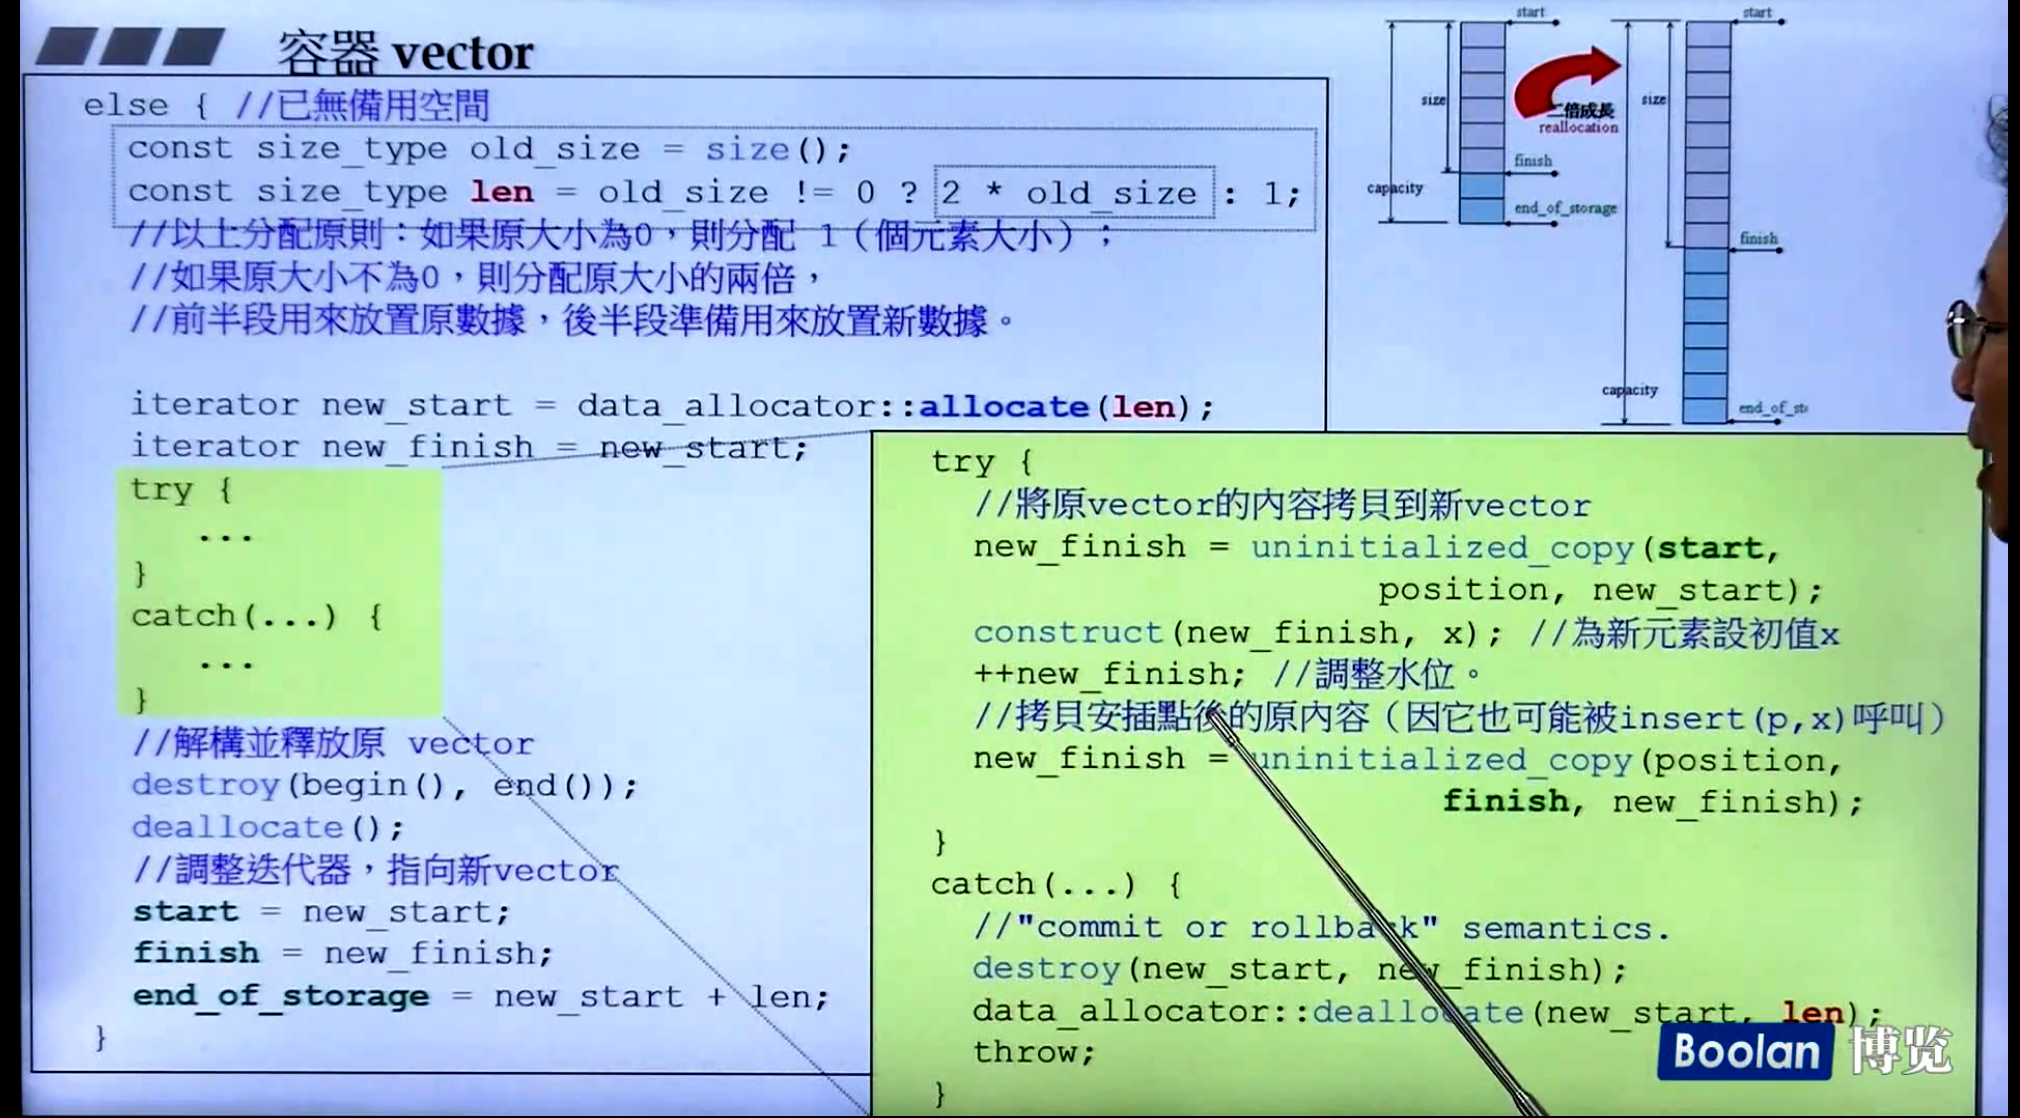 容器 vector
else { //已無備用空間
const size_type old_size = size();
const size_type len = old_size != 0 ? 2 * old_size : 1;
//以上分配原則：如果原大小為0，則分配 1（個元素大小）；
//如果原大小不為0，則分配原大小的兩倍，
//前半段用來放置原數據，後半段準備用來放置新數據。
iterator new_start = data_allocator::allocate(len);
iterator new_finish = new_start;
try {
...
}
catch(...) {
...
}
//解構並釋放原 vector
destroy(begin(), end());
deallocate();
//調整迭代器，指向新vector
start = new_start;
finish = new_finish;
end_of_storage = new_start + len;
}
try {
//將原vector的內容拷貝到新vector
new_finish = uninitialized_copy(start,
position, new_start);
construct(new_finish, x); //為新元素設初值x
++new_finish; //調整水位。
//拷貝安插點後的原內容（因它也可能被insert(p,x)呼叫）
new_finish = uninitialized_copy(position,
finish, new_finish);
}
catch(...) {
//"commit or rollback" semantics.
destroy(new_start, new_finish);
data_allocator::deallocate(new_start, len);
throw;
}
start
size
finish
capacity
end_of_storage
二倍成長
reallocation
start
size
finish
capacity
end_of_st
Boolan 博览